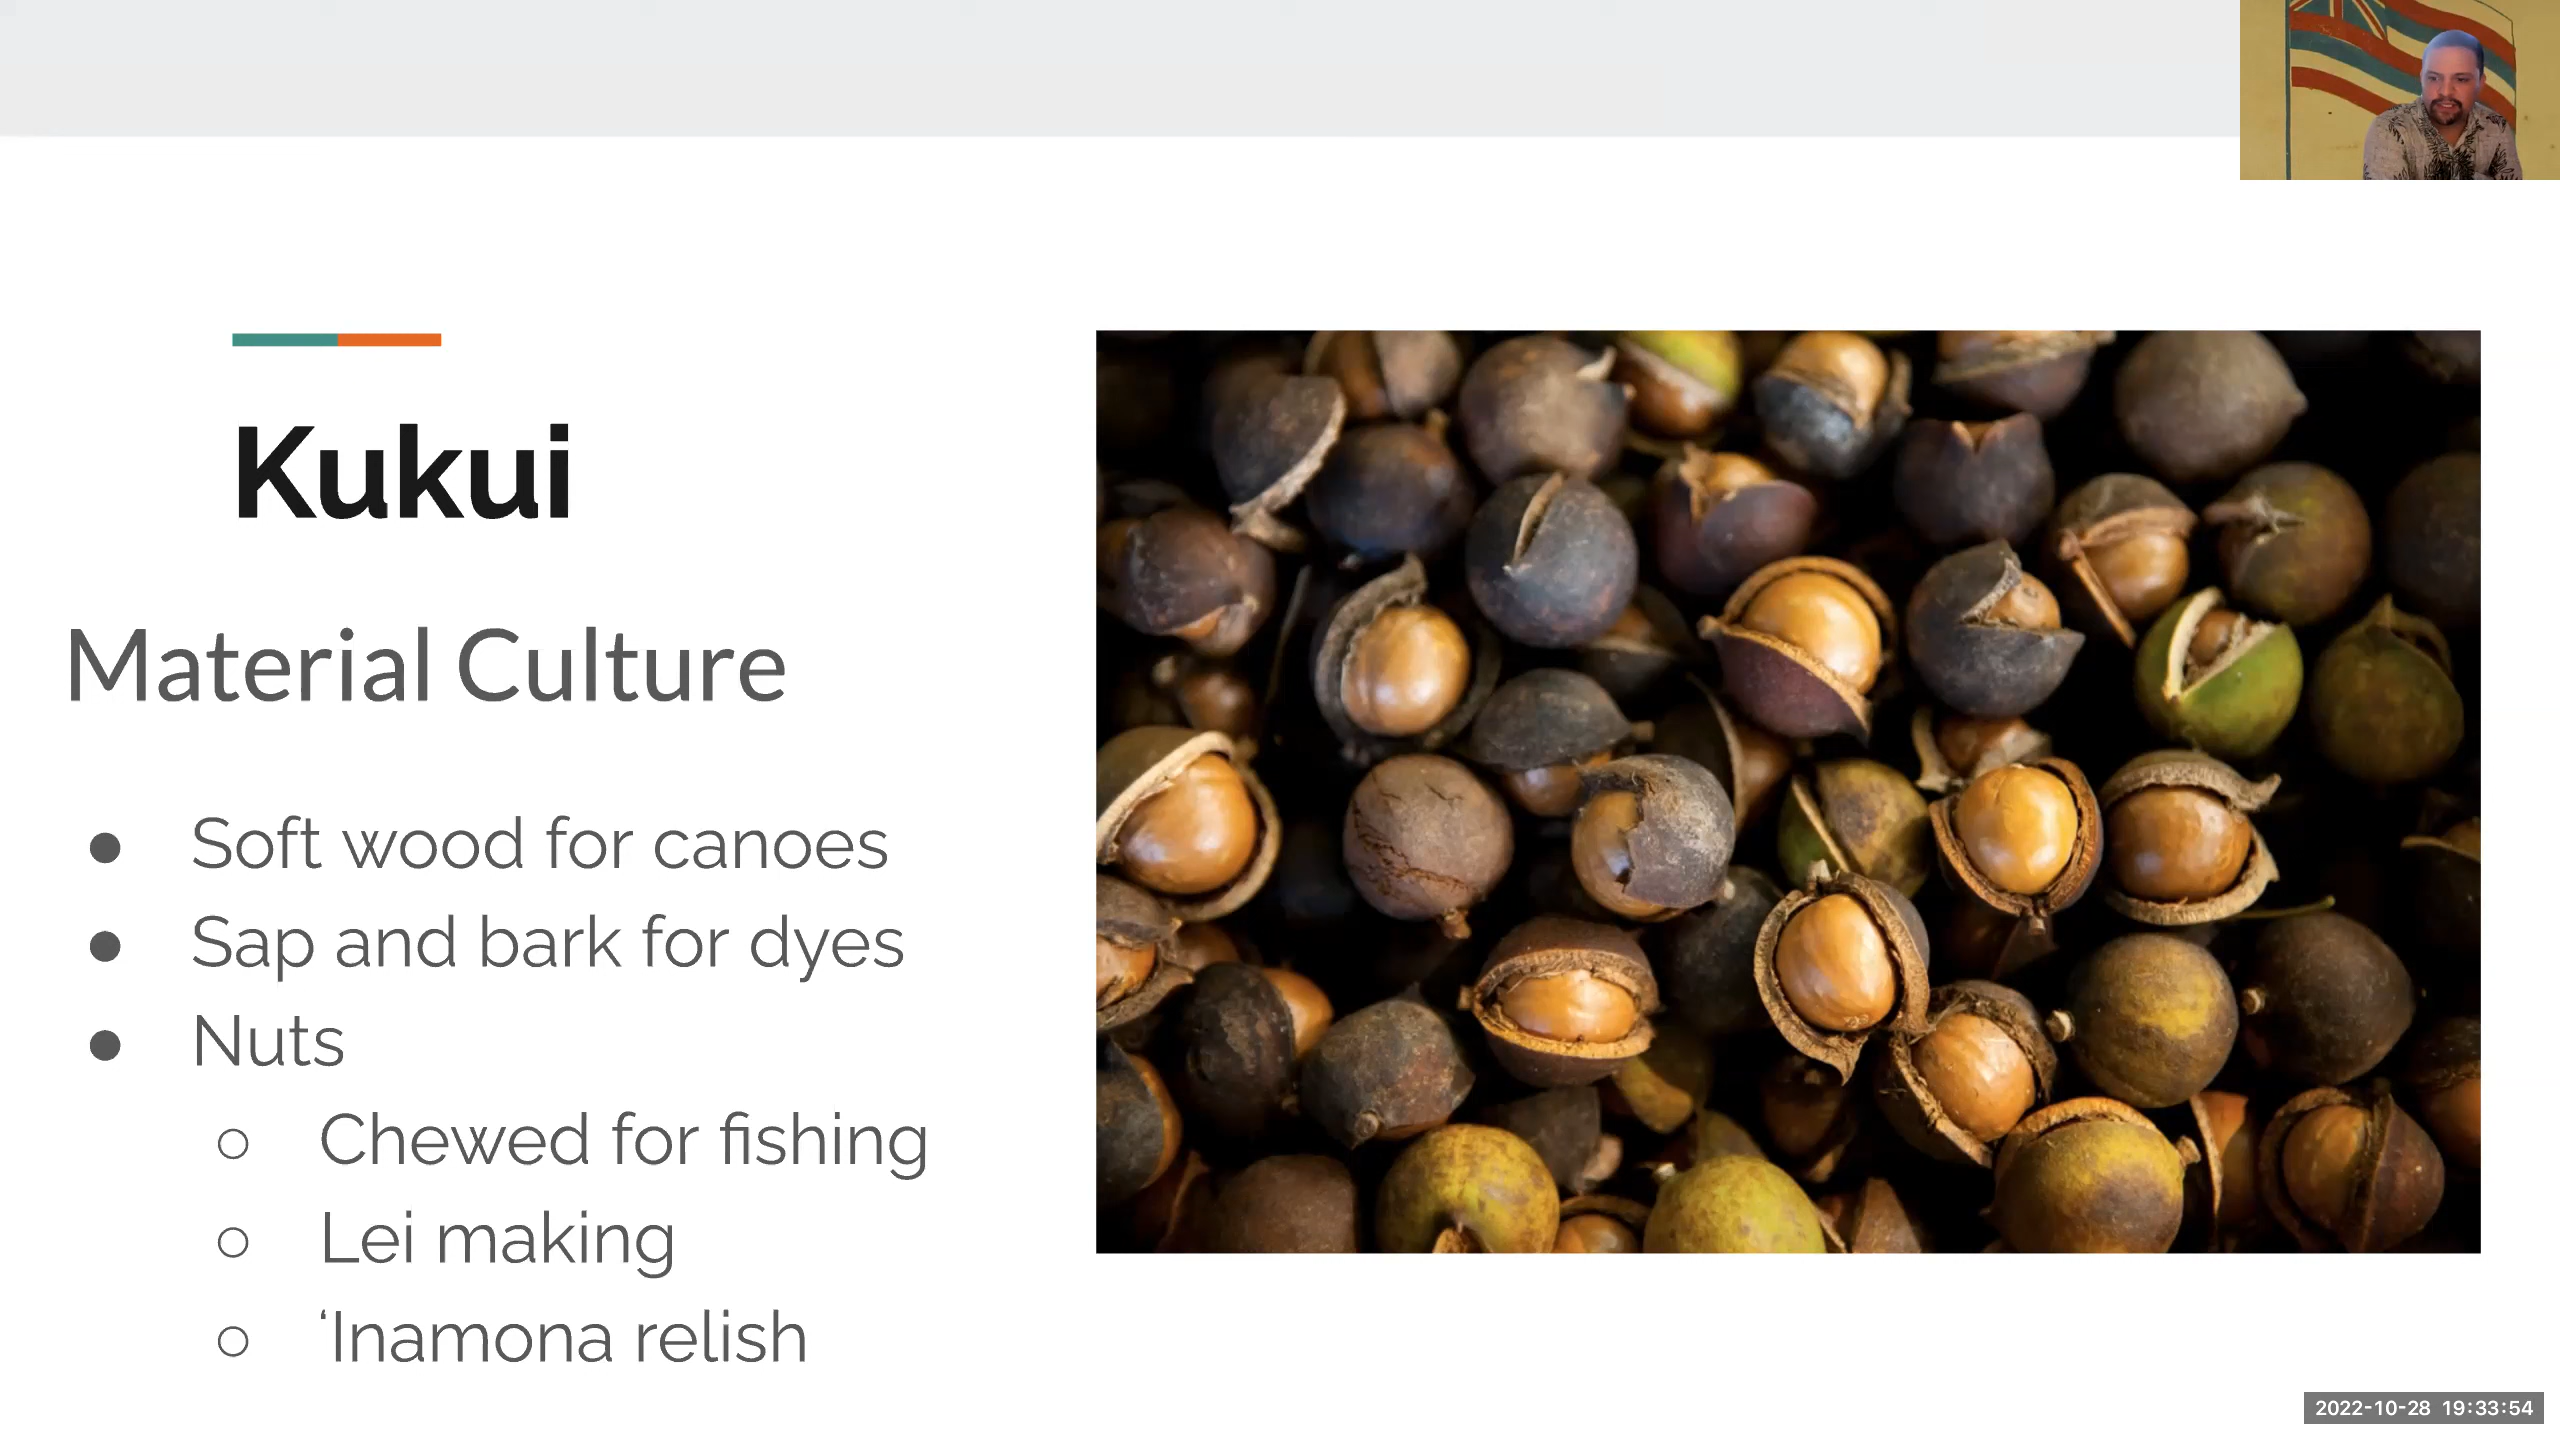 Kukui
Material Culture
● Soft wood for canoes
● Sap and bark for dyes
● Nuts
○ Chewed for fishing
○ Lei making
○ ʻInamona relish
2022-10-28 19:33:54